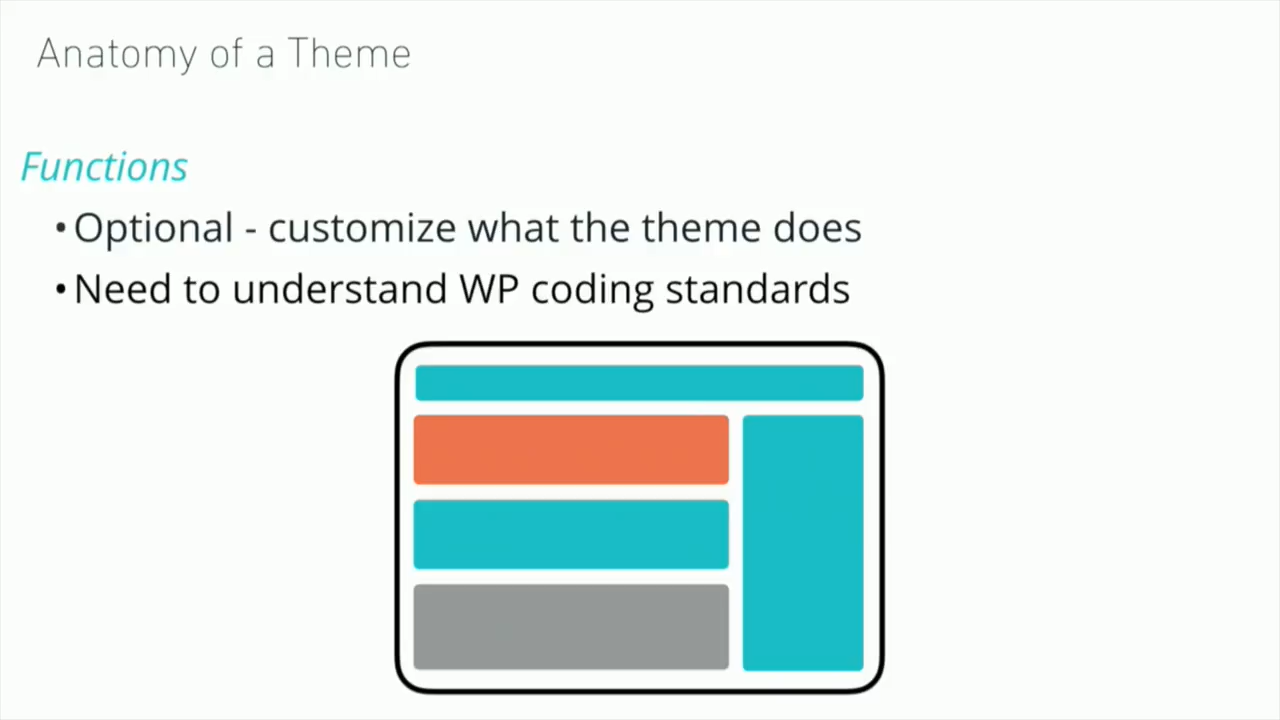 Anatomy of a Theme
Functions
• Optional - customize what the theme does
• Need to understand WP coding standards